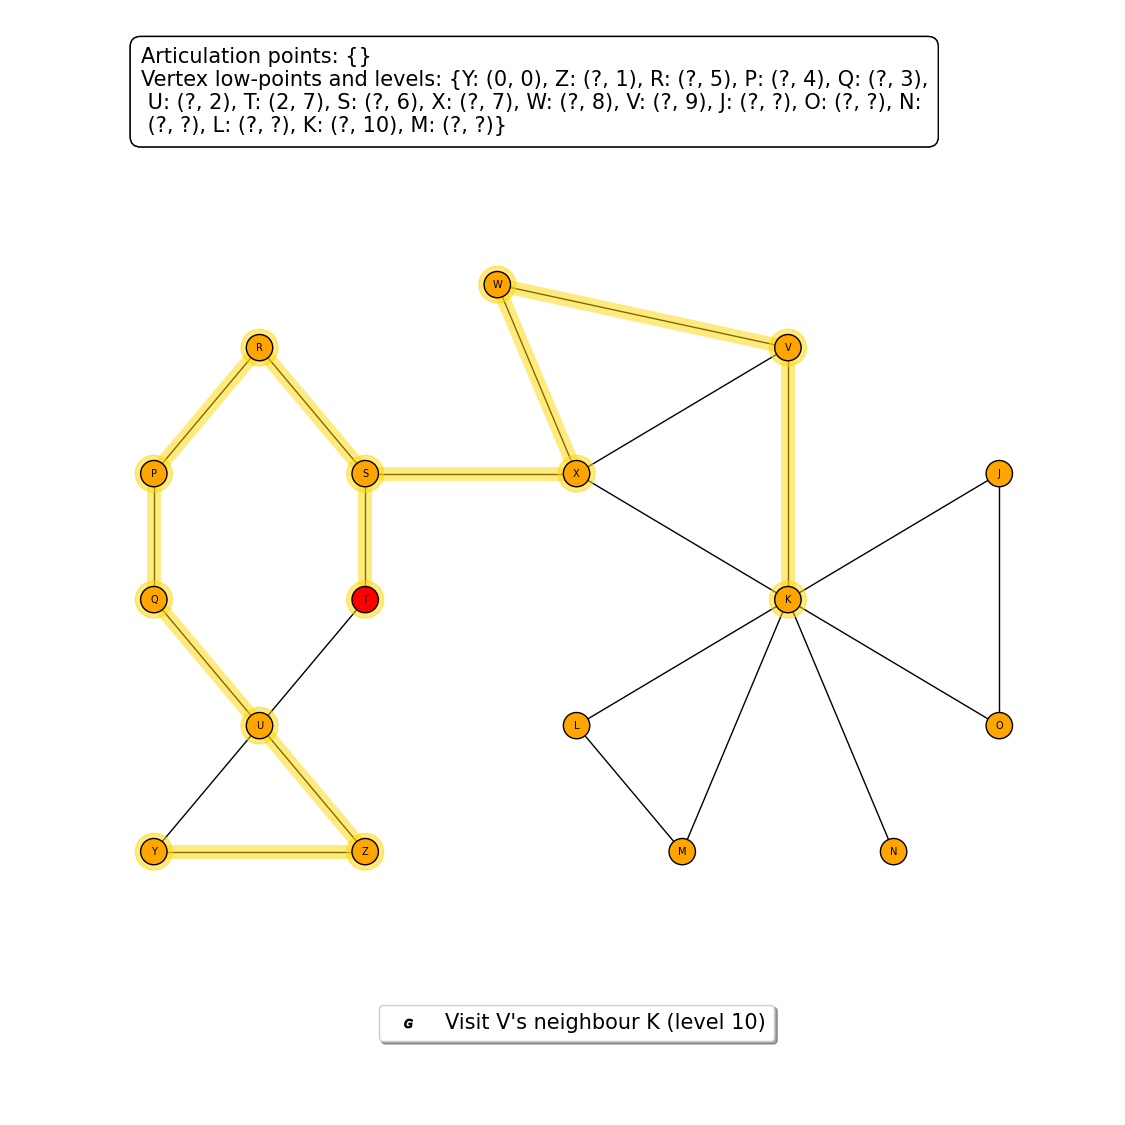 Articulation points: {}
Vertex low-points and levels: {Y: (0, 0), Z: (?, 1), R: (?, 5), P: (?, 4), Q: (?, 3),
U: (?, 2), T: (2, 7), S: (?, 6), X: (?, 7), W: (?, 8), V: (?, 9), J: (?, ?), O: (?, ?), N:
(?, ?), L: (?, ?), K: (?, 10), M: (?, ?)}
W
R
V
P
S
X
J
Q
T
K
U
L
O
Y
Z
M
N
G Visit V's neighbour K (level 10)